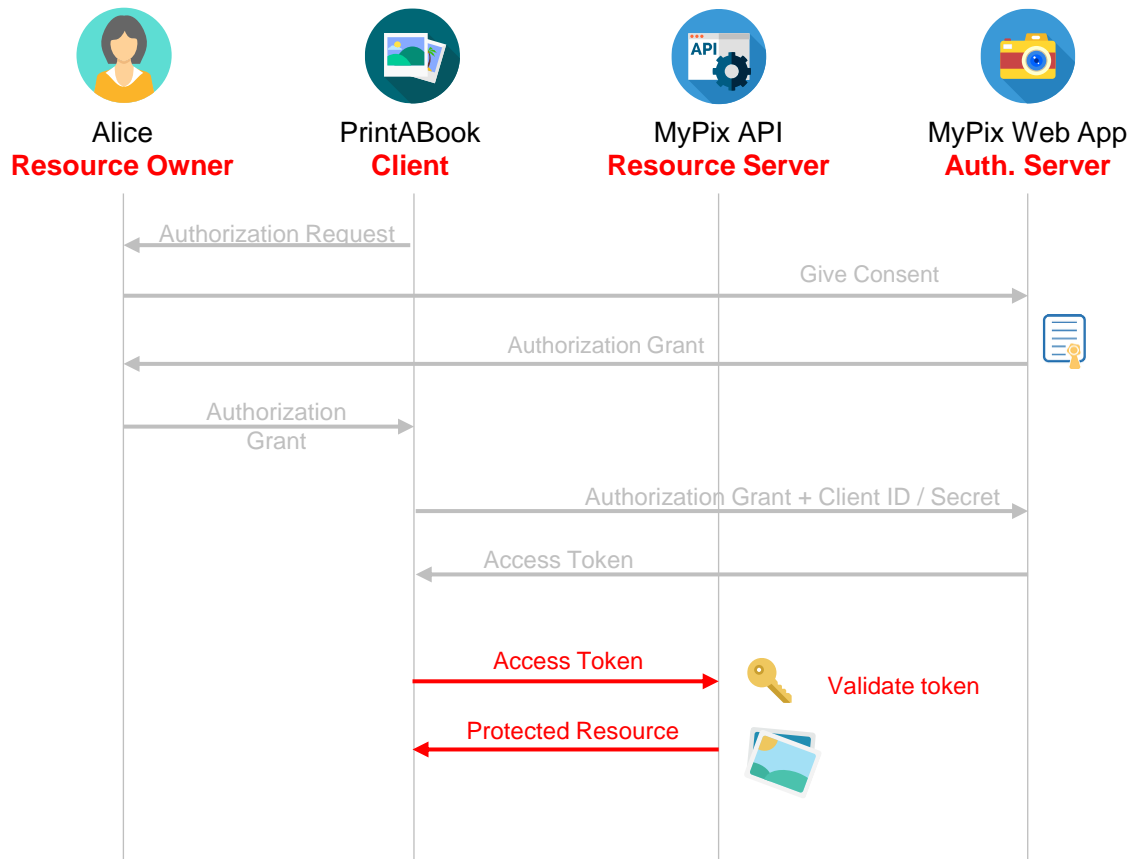 API
Alice
Resource Owner
PrintABook
Client
MyPix API
Resource Server
MyPix Web App
Auth. Server
Authorization Request
Give Consent
Authorization Grant
Authorization
Grant
Authorization Grant + Client ID / Secret
Access Token
Access Token
Validate token
Protected Resource